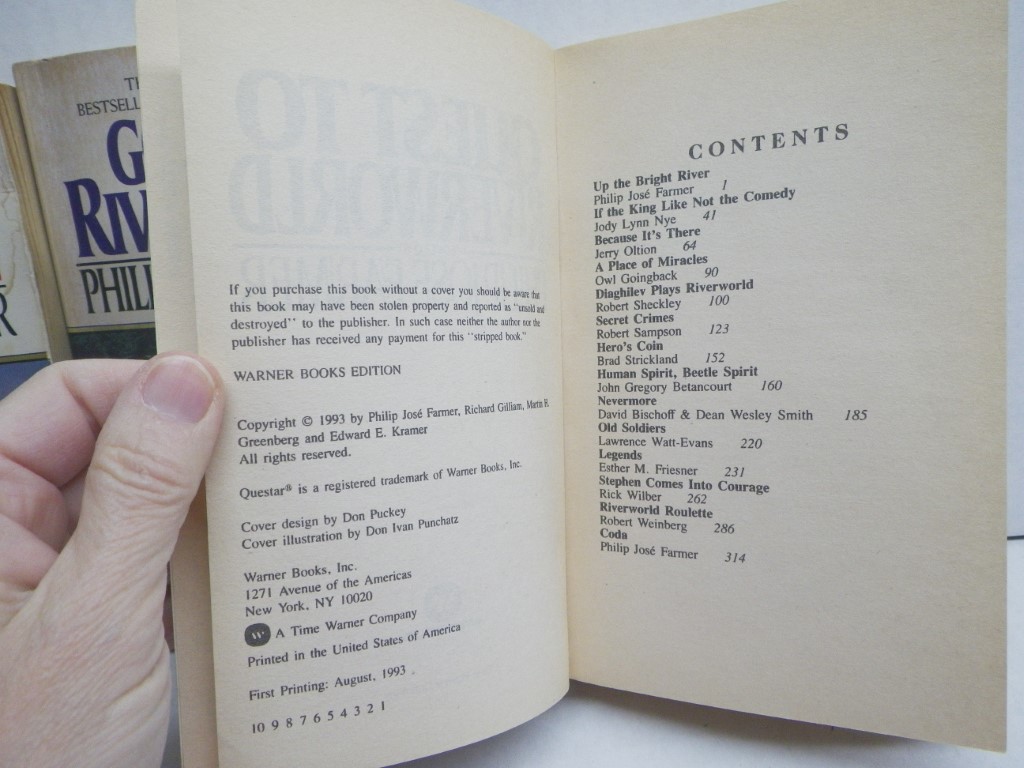 BESTSELL
G
RIV
PHILI
R
QUEST TO
RIVERWORLD
If you purchase this book without a cover you should be aware that
this book may have been stolen property and reported as "unsold and
destroyed" to the publisher. In such case neither the author nor the
publisher has received any payment for this "stripped book."
WARNER BOOKS EDITION
Copyright © 1993 by Philip José Farmer, Richard Gilliam, Martin H.
Greenberg and Edward E. Kramer
All rights reserved.
Questar® is a registered trademark of Warner Books, Inc.
Cover design by Don Puckey
Cover illustration by Don Ivan Punchatz
Warner Books, Inc.
1271 Avenue of the Americas
New York, NY 10020
W A Time Warner Company
Printed in the United States of America
First Printing: August, 1993
10 9 8 7 6 5 4 3 2 1
CONTENTS
Up the Bright River
Philip José Farmer 1
If the King Like Not the Comedy
Jody Lynn Nye 41
Because It's There
Jerry Oltion 64
A Place of Miracles
Owl Goingback 90
Diaghilev Plays Riverworld
Robert Sheckley 100
Secret Crimes
Robert Sampson 123
Hero's Coin
Brad Strickland 152
Human Spirit, Beetle Spirit
John Gregory Betancourt 160
Nevermore
David Bischoff & Dean Wesley Smith 185
Old Soldiers
Lawrence Watt-Evans 220
Legends
Esther M. Friesner 231
Stephen Comes Into Courage
Rick Wilber 262
Riverworld Roulette
Robert Weinberg 286
Coda
Philip José Farmer 314